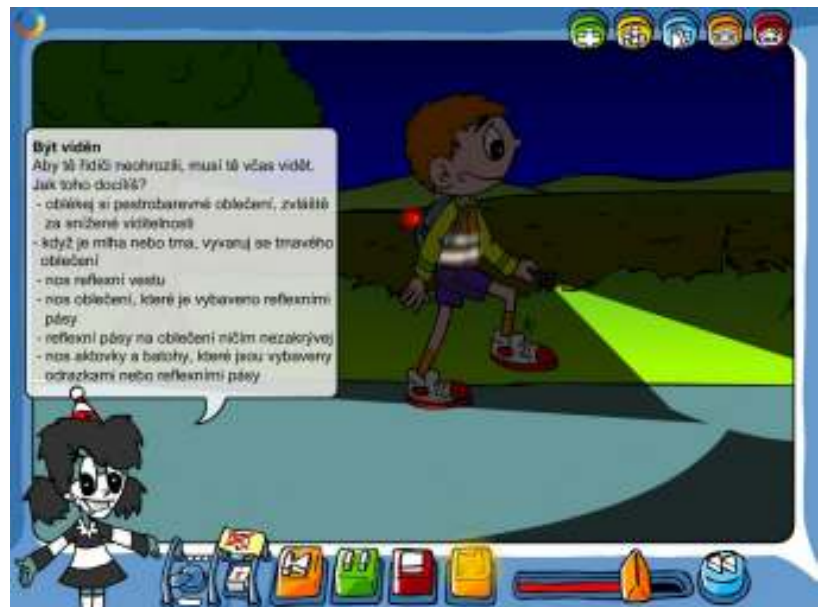 Být viděn
Aby tě řidiči neohrozili, musí tě včas vidět.
Jak toho docílíš?
- oblékej si pestrobarevné oblečení, zvláště
za snížené viditelnosti
- když je mlha nebo tma, vyvaruj se tmavého
oblečení
- nos reflexní vestu
- nos oblečení, které je vybaveno reflexními
pásy
- reflexní pásy na oblečení ničím nezakrývej
- nos aktovky a batohy, které jsou vybaveny
odrazkami nebo reflexními pásy